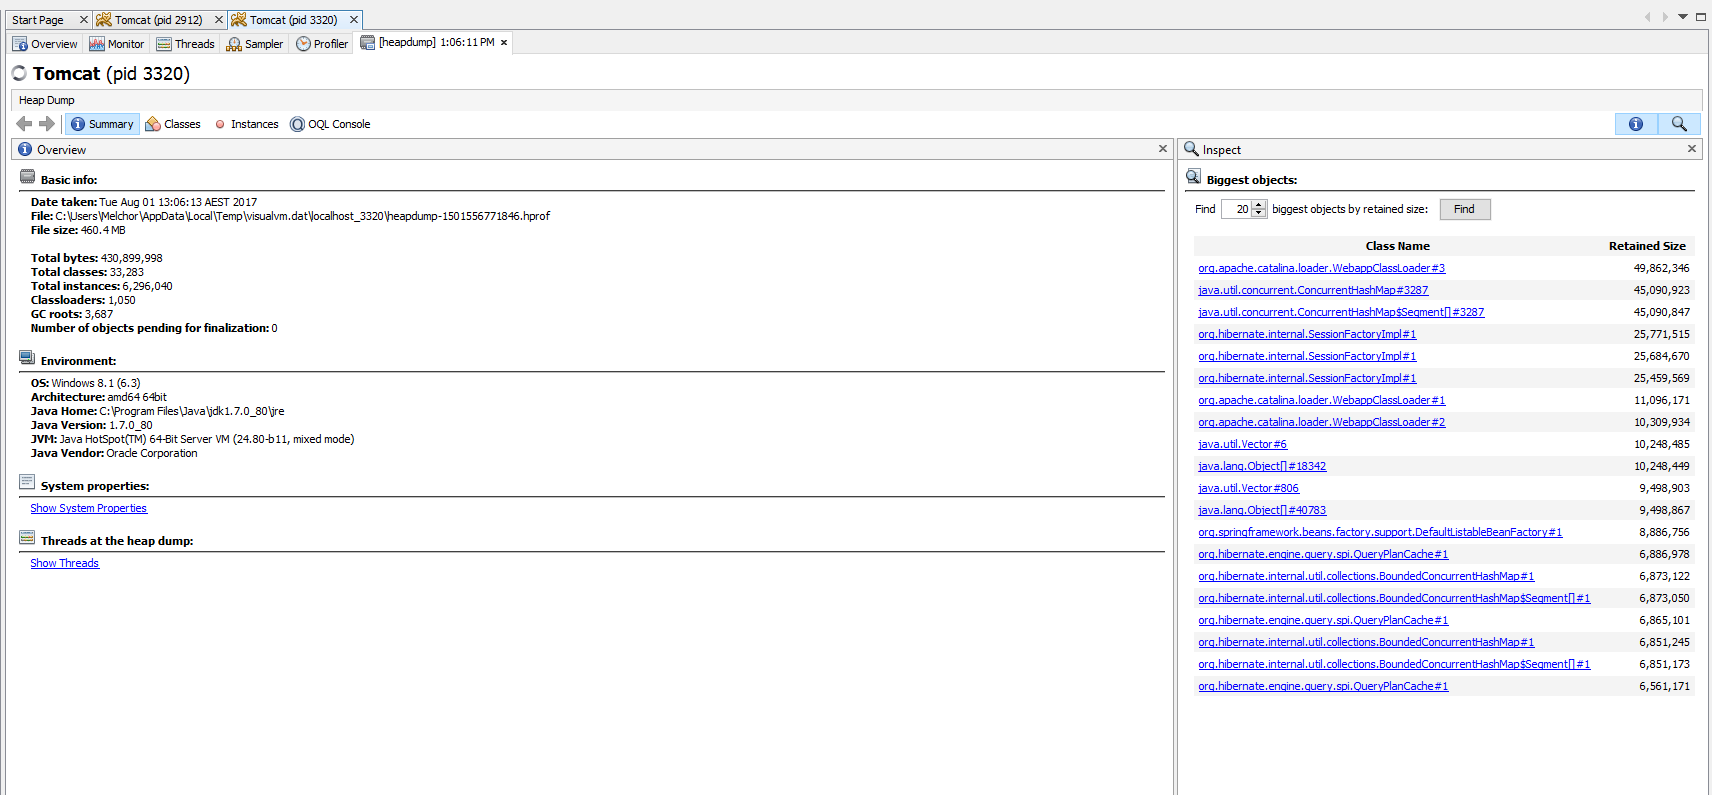 Start Page
Tomcat (pid 2912)
Tomcat (pid 3320)
Overview
Monitor
Threads
Sampler
Profiler
[heapdump] 1:06:11 PM
Tomcat (pid 3320)
Heap Dump
Summary
Classes
Instances
OQL Console
Overview
Basic info:
Date taken: Tue Aug 01 13:06:13 AEST 2017
File: C:\Users\Melchor\AppData\Local\Temp\visualvm.dat\localhost_3320\heapdump-1501556771846.hprof
File size: 460.4 MB
Total bytes: 430,899,998
Total classes: 33,283
Total instances: 6,296,040
Classloaders: 1,050
GC roots: 3,687
Number of objects pending for finalization: 0
Environment:
OS: Windows 8.1 (6.3)
Architecture: amd64 64bit
Java Home: C:\Program Files\Java\jdk1.7.0_80\jre
Java Version: 1.7.0_80
JVM: Java HotSpot(TM) 64-Bit Server VM (24.80-b11, mixed mode)
Java Vendor: Oracle Corporation
System properties:
Show System Properties
Threads at the heap dump:
Show Threads
Inspect
Biggest objects:
Find 20 biggest objects by retained size: Find
Class Name Retained Size
org.apache.catalina.loader.WebappClassLoader#3 49,862,346
java.util.concurrent.ConcurrentHashMap#3287 45,090,923
java.util.concurrent.ConcurrentHashMap$Segment[]#3287 45,090,847
org.hibernate.internal.SessionFactoryImpl#1 25,771,515
org.hibernate.internal.SessionFactoryImpl#1 25,684,670
org.hibernate.internal.SessionFactoryImpl#1 25,459,569
org.apache.catalina.loader.WebappClassLoader#1 11,096,171
org.apache.catalina.loader.WebappClassLoader#2 10,309,934
java.util.Vector#6 10,248,485
java.lang.Object[]#18342 10,248,449
java.util.Vector#806 9,498,903
java.lang.Object[]#40783 9,498,867
org.springframework.beans.factory.support.DefaultListableBeanFactory#1 8,886,756
org.hibernate.engine.query.spi.QueryPlanCache#1 6,886,978
org.hibernate.internal.util.collections.BoundedConcurrentHashMap#1 6,873,122
org.hibernate.internal.util.collections.BoundedConcurrentHashMap$Segment[]#1 6,873,050
org.hibernate.engine.query.spi.QueryPlanCache#1 6,865,101
org.hibernate.internal.util.collections.BoundedConcurrentHashMap#1 6,851,245
org.hibernate.internal.util.collections.BoundedConcurrentHashMap$Segment[]#1 6,851,173
org.hibernate.engine.query.spi.QueryPlanCache#1 6,561,171